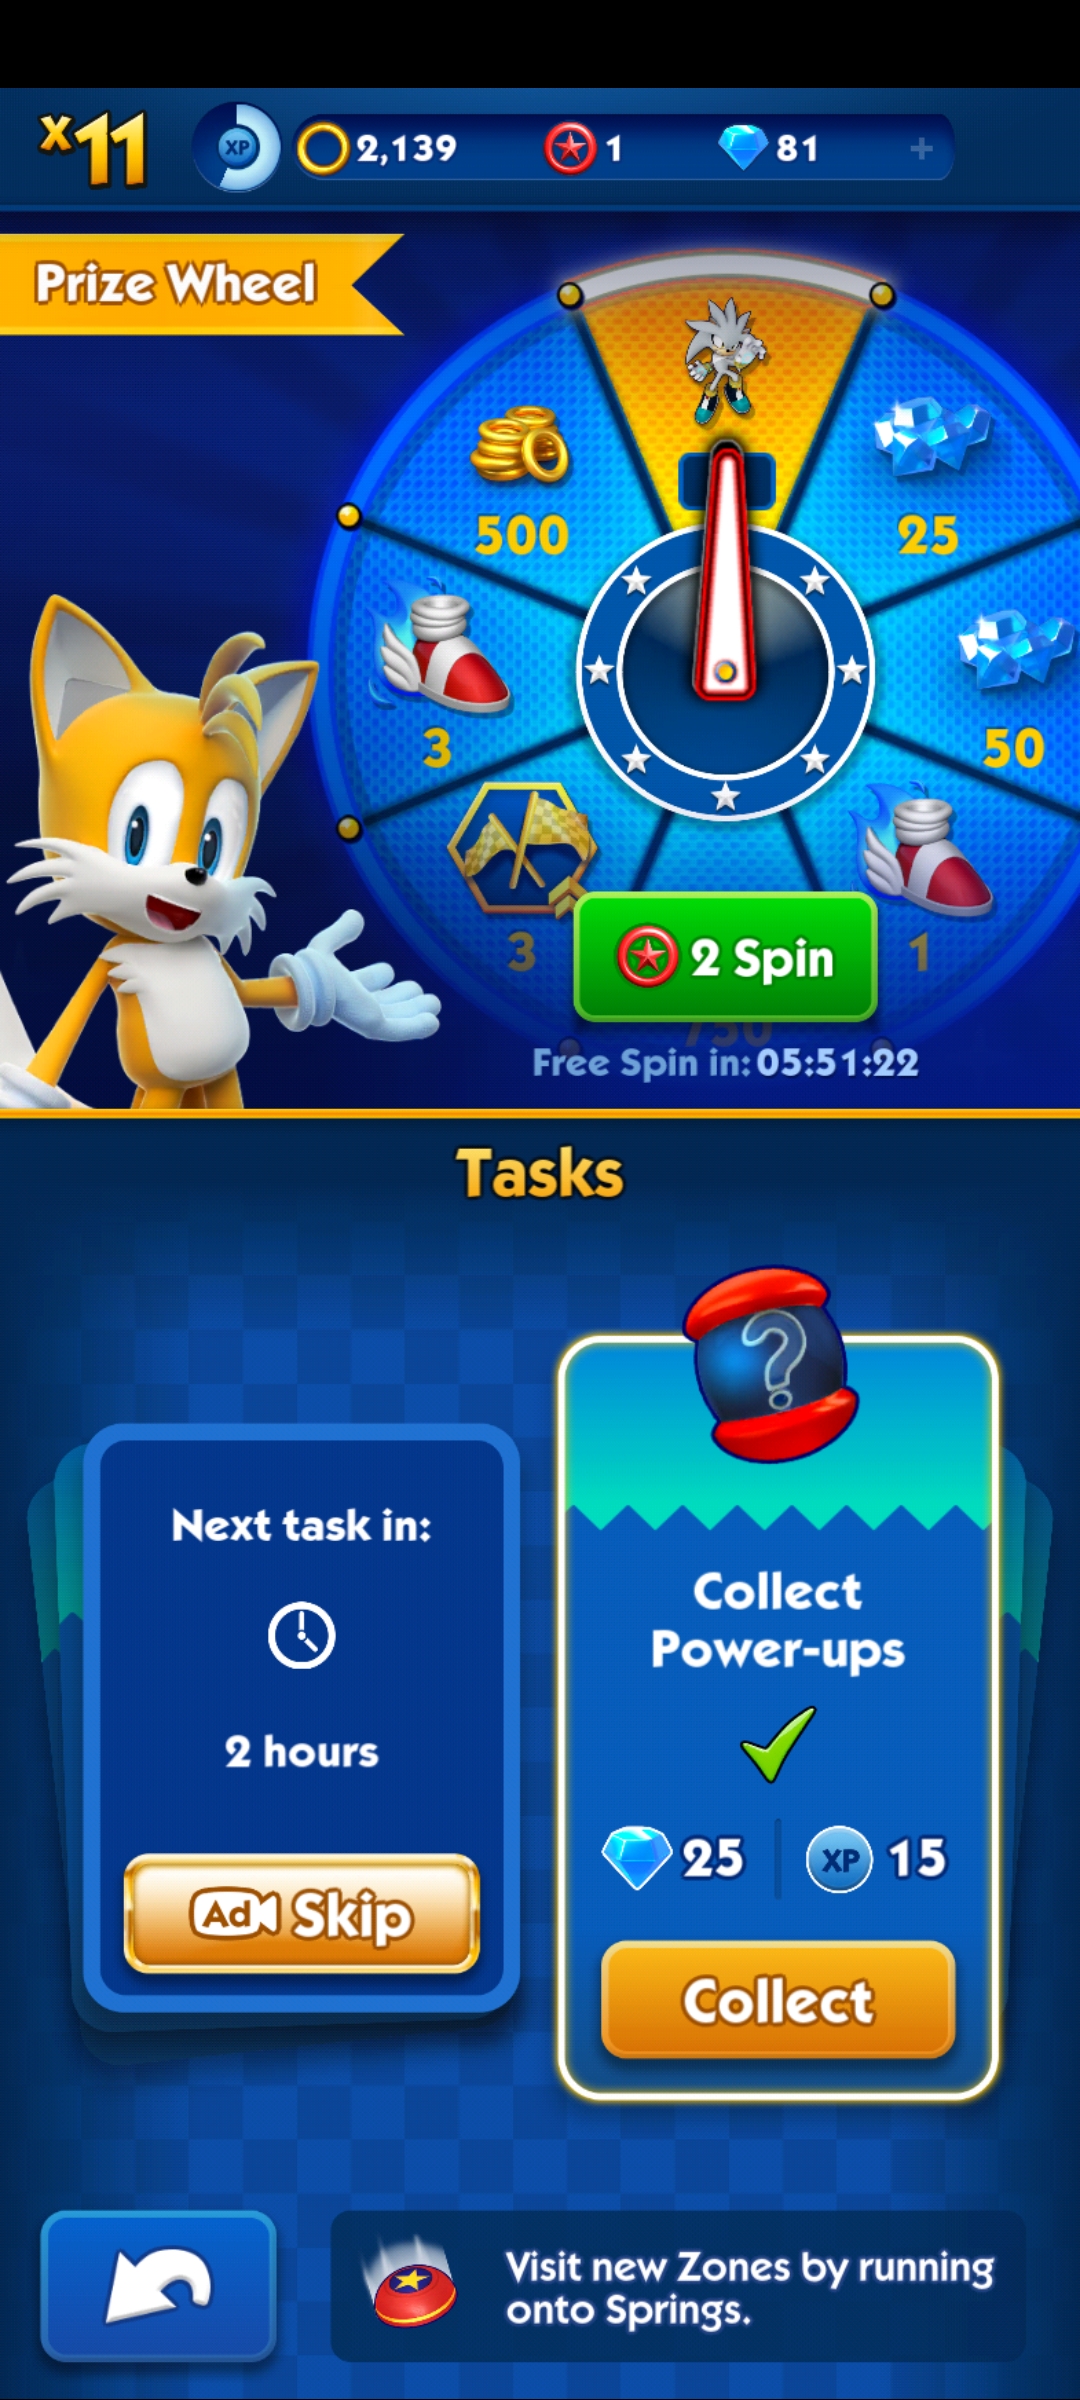 x11
XP
2,139
1
81
+
Prize Wheel
500
25
3
50
3
1
2 Spin
750
Free Spin in: 05:51:22
Tasks
?
Next task in:
2 hours
Ad Skip
Collect
Power-ups
25
XP 15
Collect
Visit new Zones by running
onto Springs.